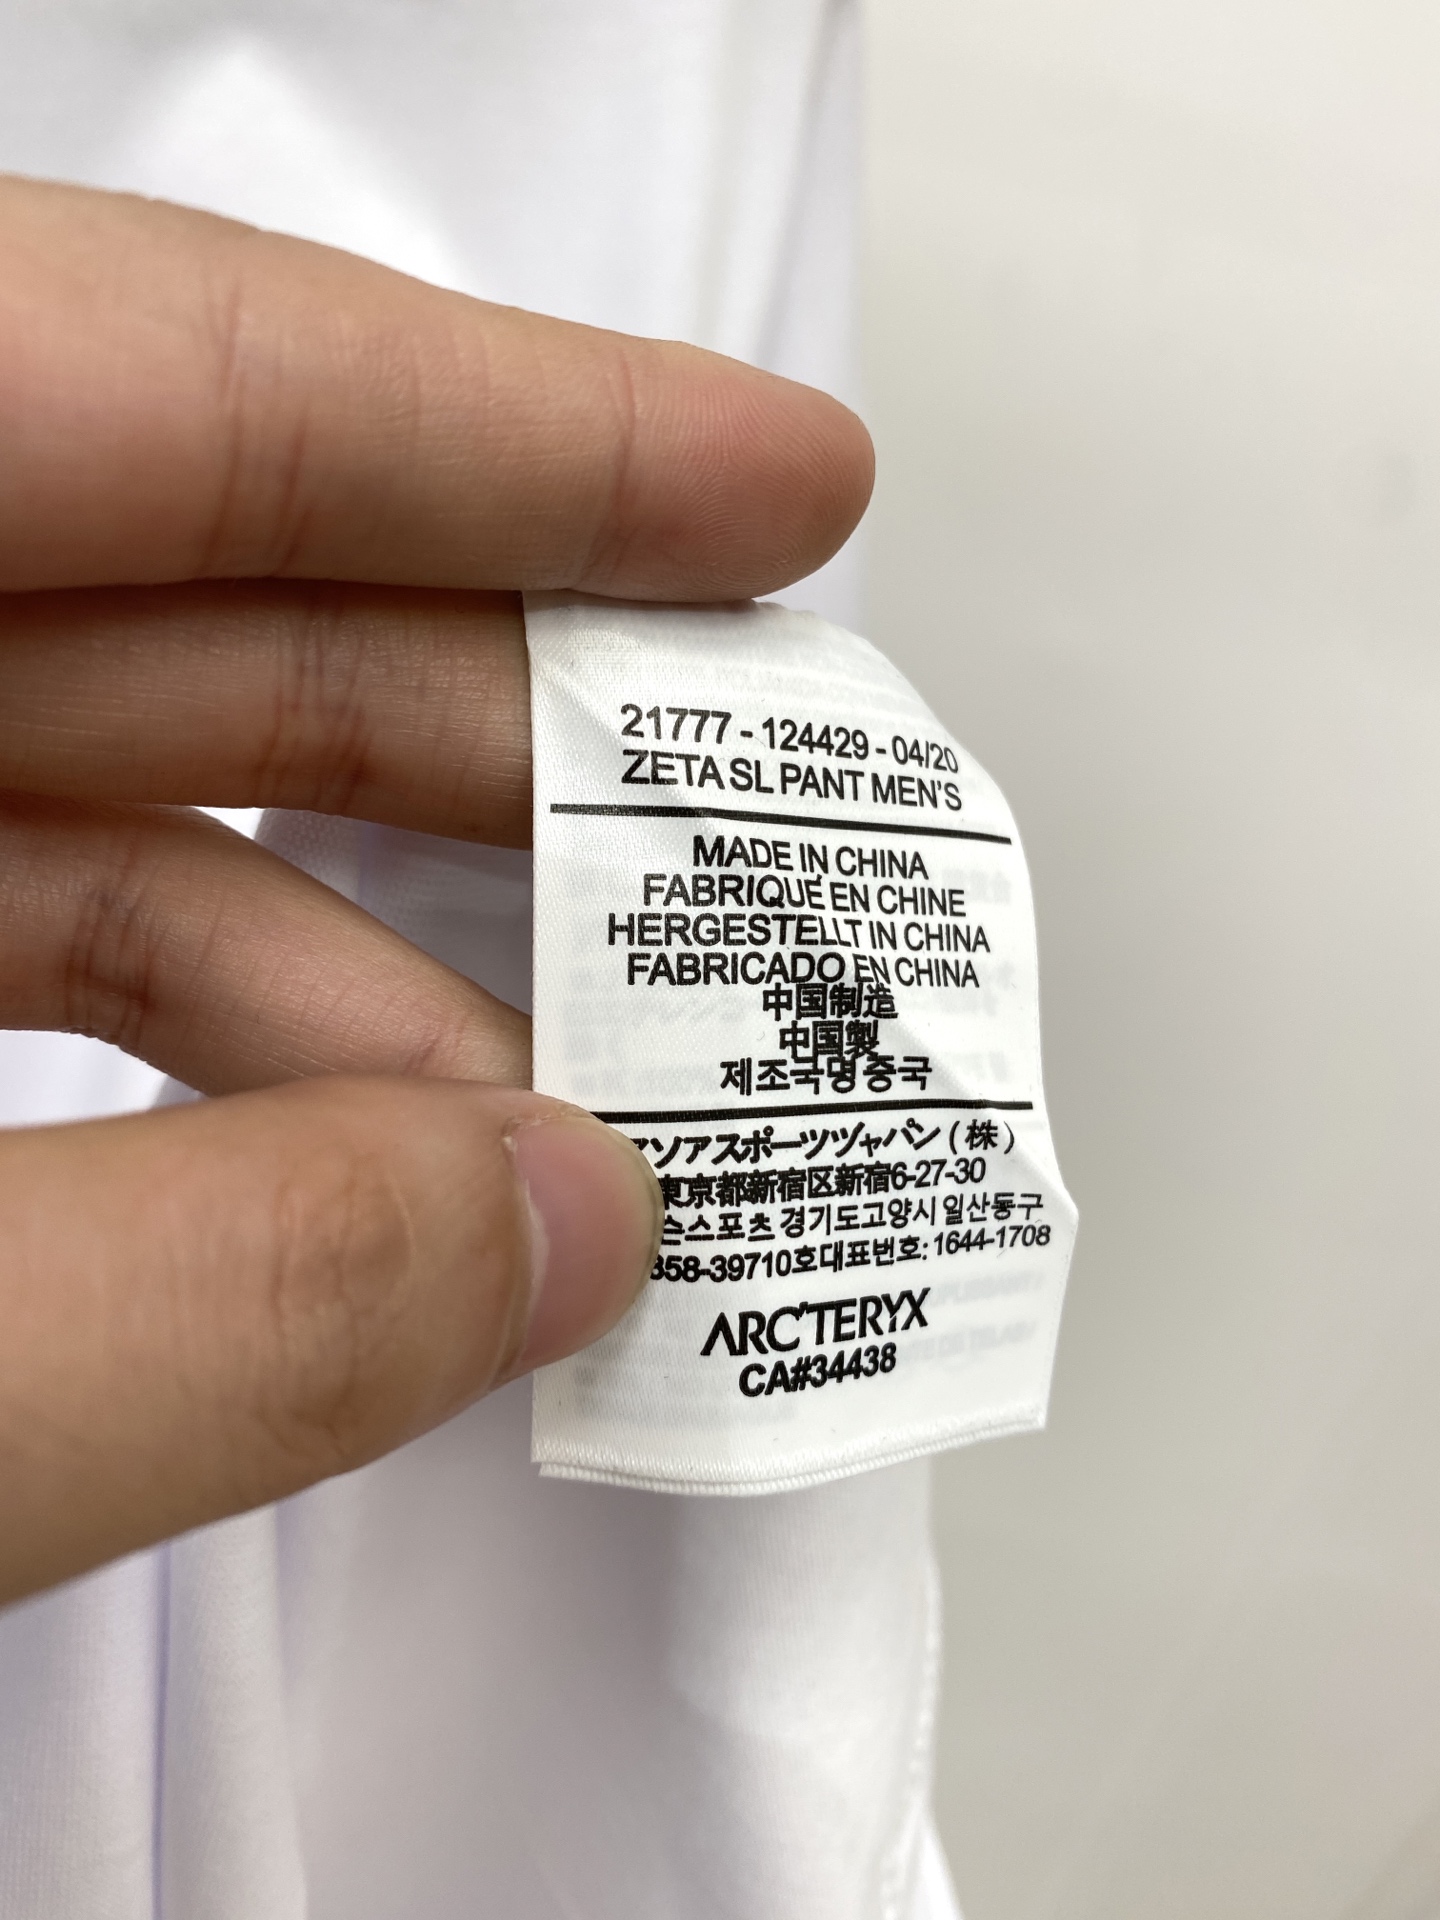 21777 - 124429 - 04/20
ZETA SL PANT MEN'S
MADE IN CHINA
FABRIQUÉ EN CHINE
HERGESTELLT IN CHINA
FABRICADO EN CHINA
中国制造
中国製
제조국명중국
ソアスポーツヅャパン (株)
東京都新宿区新宿6-27-30
슨스포츠 경기도고양시 일산동구
858-39710호대표번호: 1644-1708
ARC'TERYX
CA#34438